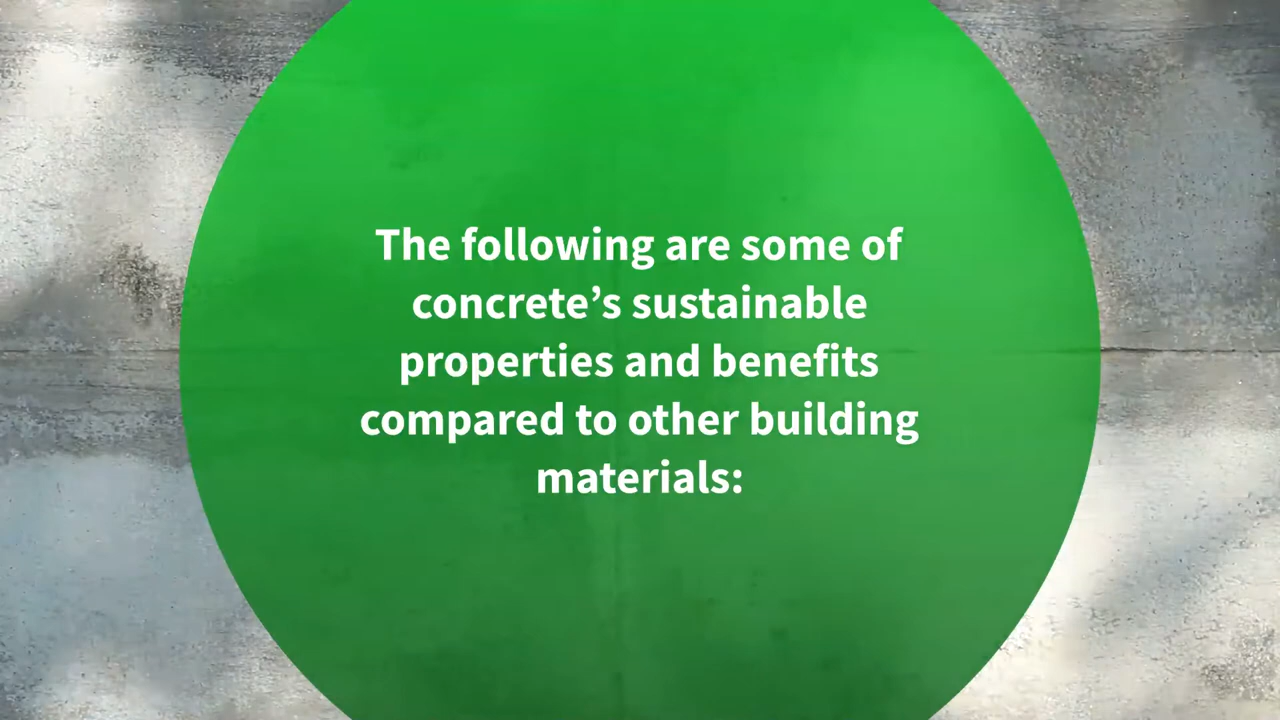 The following are some of
concrete’s sustainable
properties and benefits
compared to other building
materials: